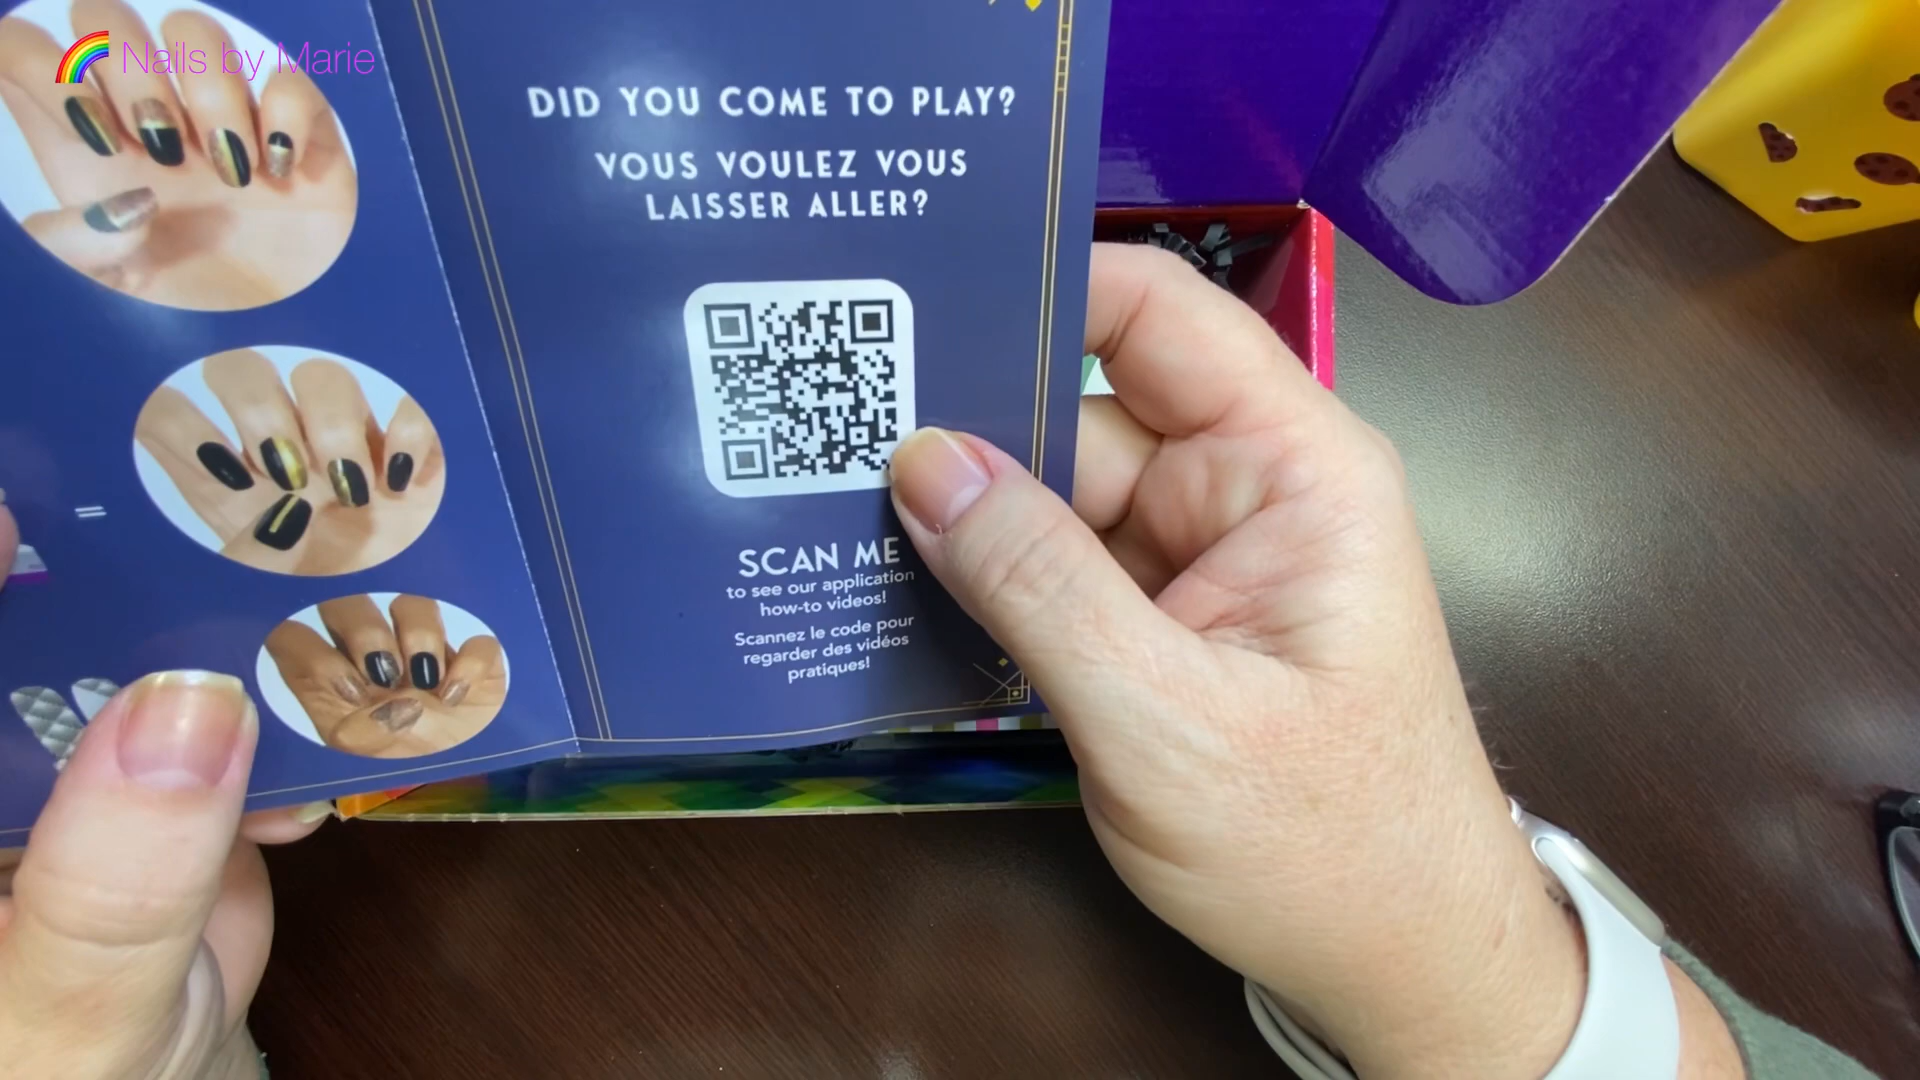 Nails by Marie
DID YOU COME TO PLAY?
VOUS VOULEZ VOUS
LAISSER ALLER?
=
SCAN ME
to see our application
how-to videos!
Scannez le code pour
regarder des vidéos
pratiques!